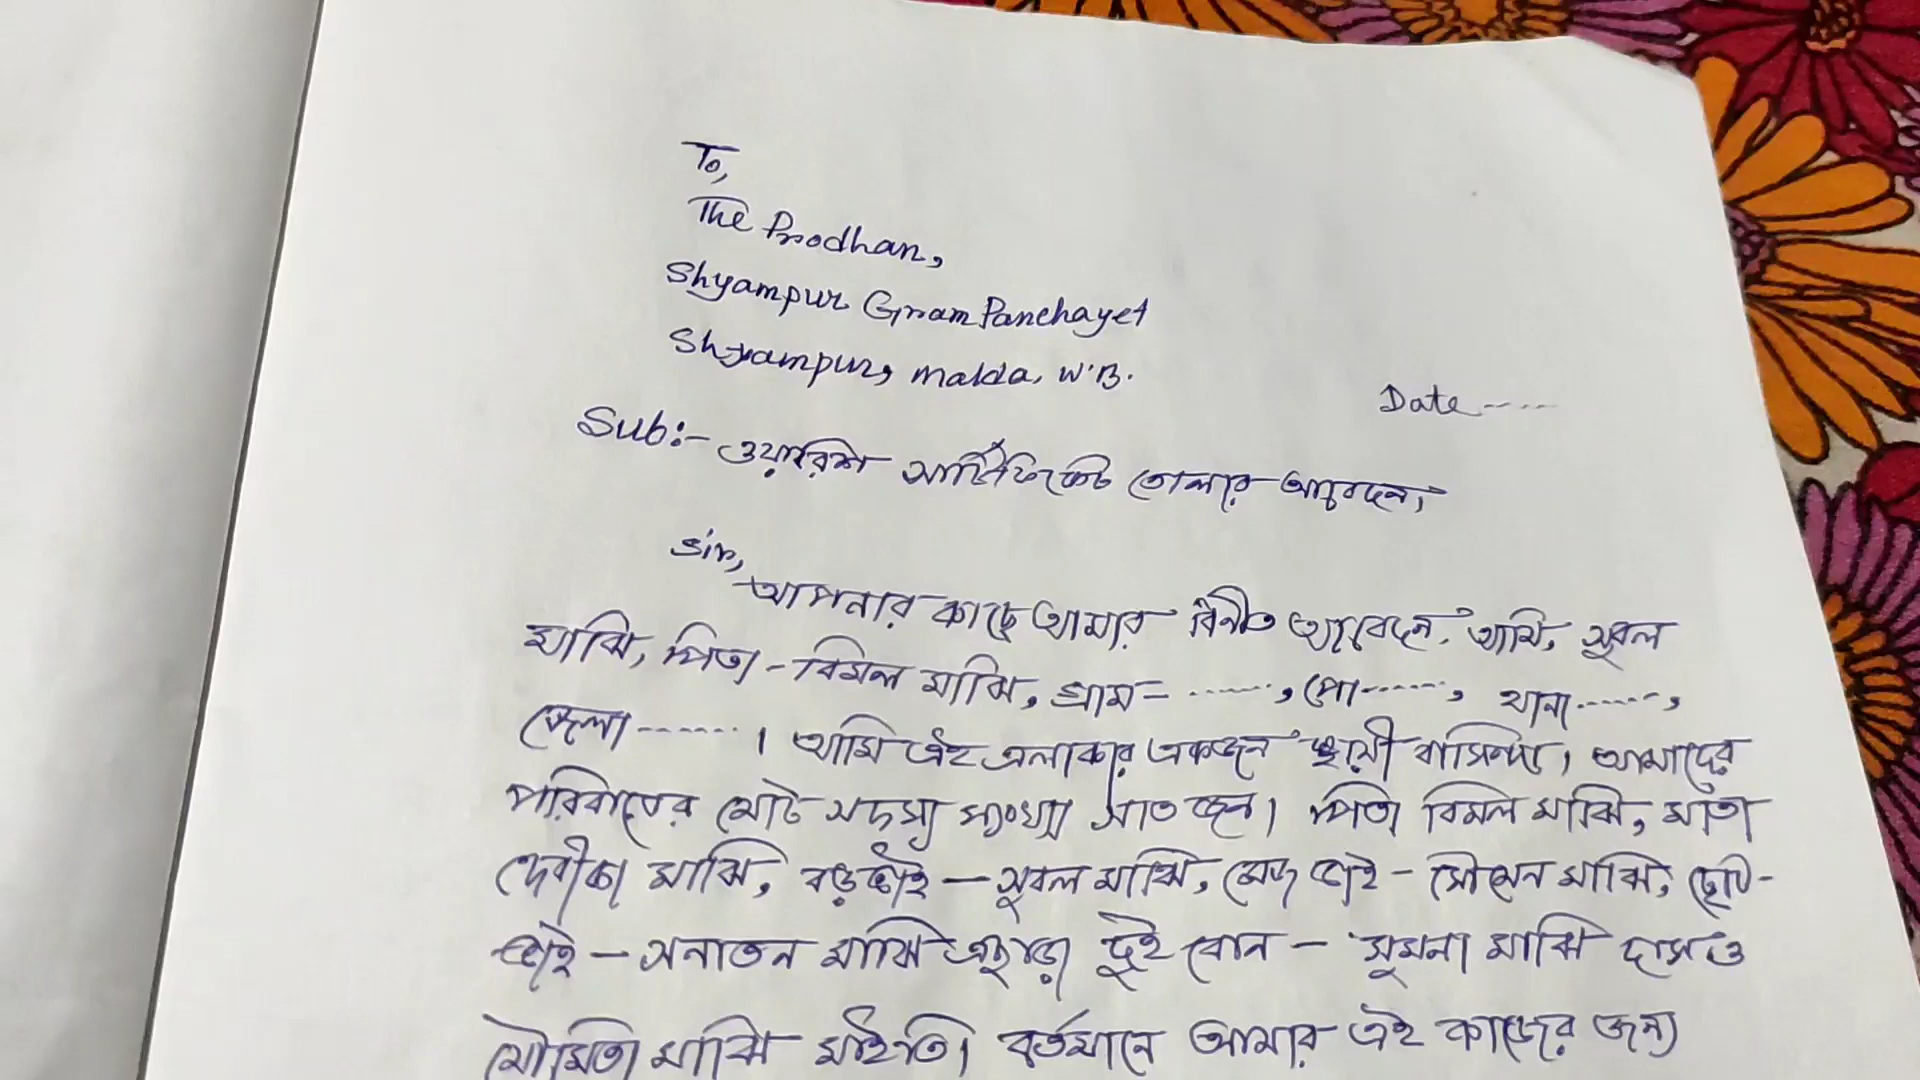 To,
The Prodhan,
Shyampur Gram Panchayet
Shyampur, Malda, W.B.
Date-----
Sub:- ওয়ারিশ সার্টিফিকেট তোলার আবেদন।
Sir,
আপনার কাছে আমার বিনীত আবেদন, আমি, সুবল
মাঝি, পিতা - বিমল মাঝি, গ্রাম= ......, পো......, থানা......,
জেলা.......। আমি এই এলাকার একজন স্থায়ী বাসিন্দা। আমাদের
পরিবারের মোট সদস্য সংখ্যা সাত জন। পিতা বিমল মাঝি, মাতা
মাঝি, বড়ভাই — সুবল মাঝি, মেজ ভাই - সৌমেন মাঝি, ছোট-
ভাই — সনাতন মাঝি এছাড়া দুই বোন — সুমনা মাঝি দাস ও
মৌমিতা মাঝি মাইতি। বর্তমানে আমার এই কাজের জন্য